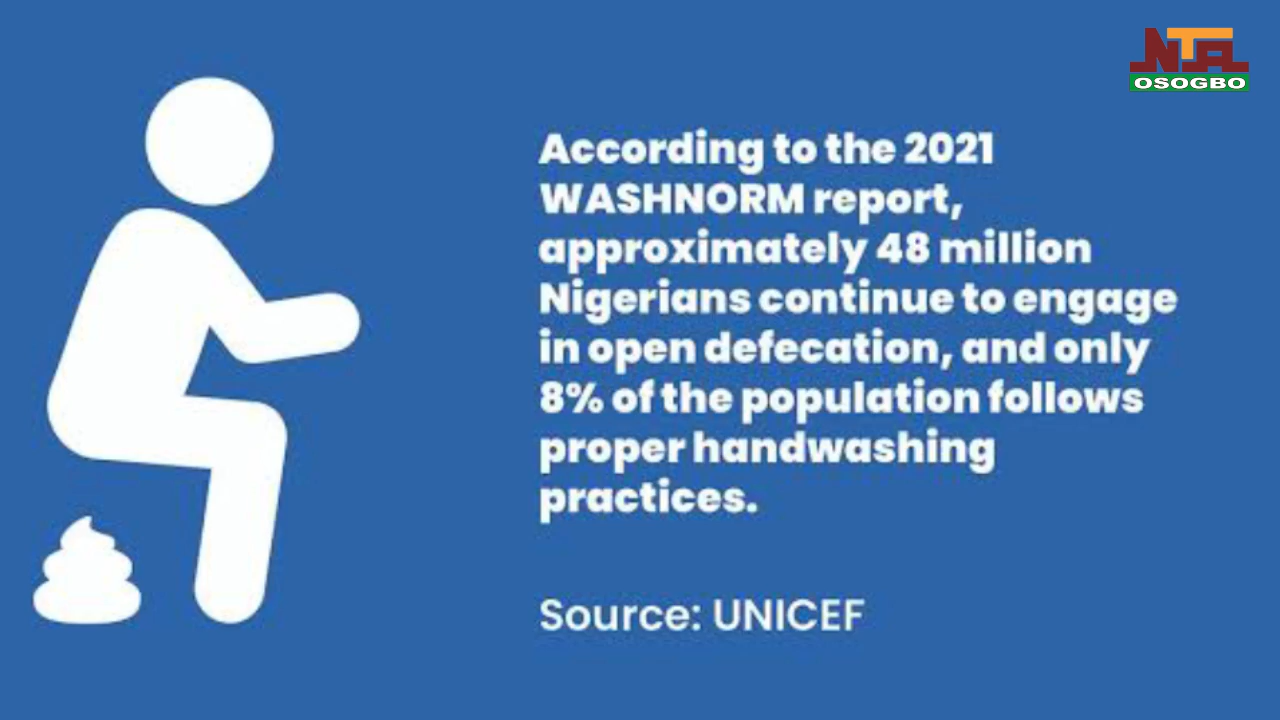 NTA
OSOGBO
According to the 2021
WASHNORM report,
approximately 48 million
Nigerians continue to engage
in open defecation, and only
8% of the population follows
proper handwashing
practices.
Source: UNICEF